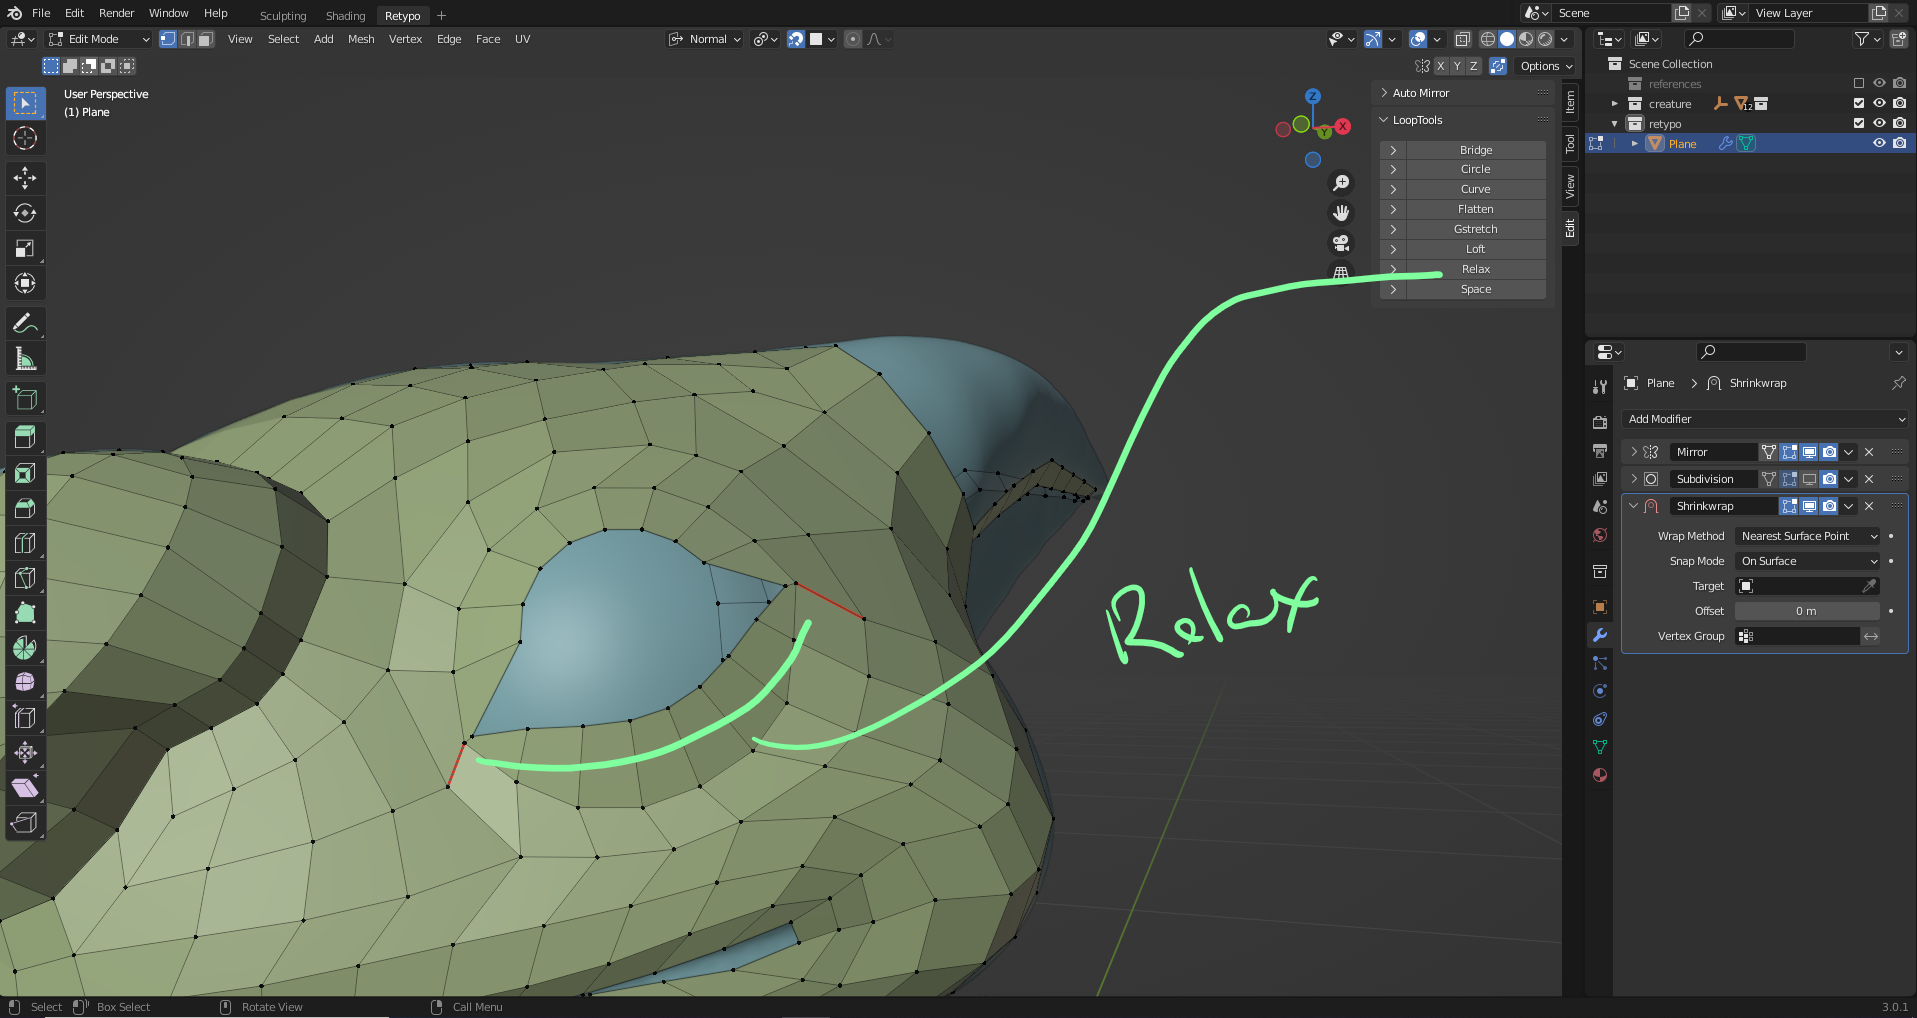 File Edit Render Window Help Sculpting Shading Retypo +
Scene View Layer
Edit Mode View Select Add Mesh Vertex Edge Face UV Normal
X Y Z Options
User Perspective
(1) Plane
Z
X
Y
Auto Mirror
LoopTools
Bridge
Circle
Curve
Flatten
Gstretch
Loft
Relax
Space
Item
Tool
View
Edit
Relax
Scene Collection
references
creature 12
retypo
Plane
Plane > Shrinkwrap
Add Modifier
Mirror
Subdivision
Shrinkwrap
Wrap Method Nearest Surface Point
Snap Mode On Surface
Target
Offset 0 m
Vertex Group
Select Box Select Rotate View Call Menu 3.0.1